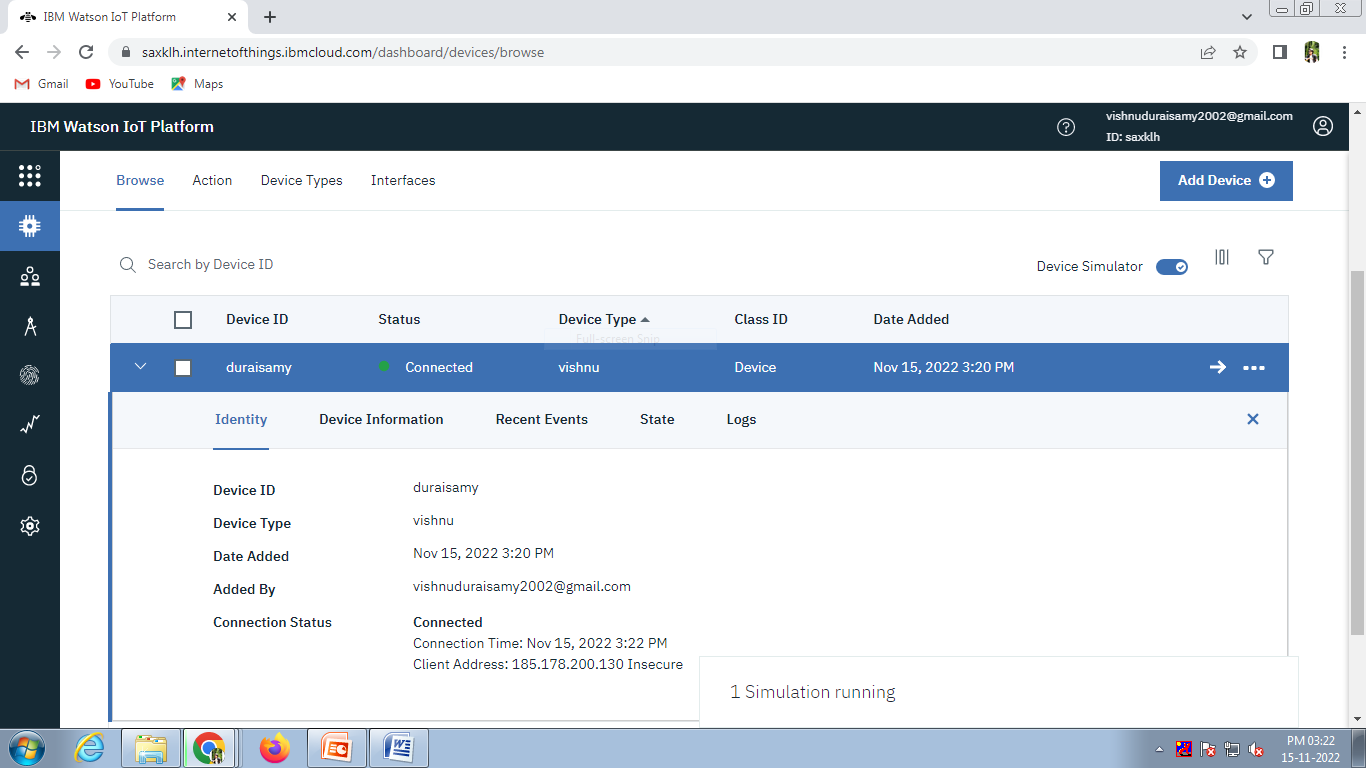 IBM Watson IoT Platform
saxklh.internetofthings.ibmcloud.com/dashboard/devices/browse
Gmail YouTube Maps
IBM Watson IoT Platform
vishnuduraisamy2002@gmail.com
ID: saxklh
Browse Action Device Types Interfaces
Add Device
Search by Device ID
Device Simulator
Device ID Status Device Type Class ID Date Added
Full-screen Snip
duraisamy Connected vishnu Device Nov 15, 2022 3:20 PM
Identity Device Information Recent Events State Logs
Device ID duraisamy
Device Type vishnu
Date Added Nov 15, 2022 3:20 PM
Added By vishnuduraisamy2002@gmail.com
Connection Status Connected
Connection Time: Nov 15, 2022 3:22 PM
Client Address: 185.178.200.130 Insecure
1 Simulation running
PM 03:22
15-11-2022